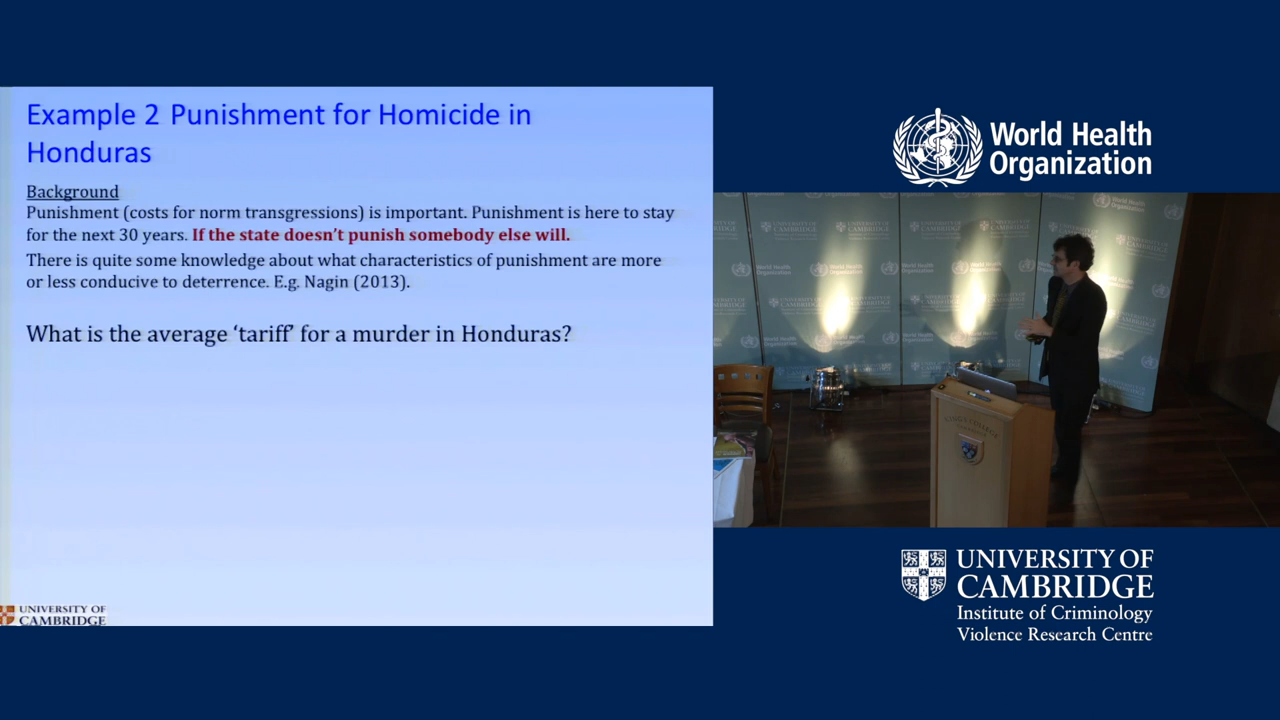 Example 2 Punishment for Homicide in
Honduras
Background
Punishment (costs for norm transgressions) is important. Punishment is here to stay
for the next 30 years. If the state doesn't punish somebody else will.
There is quite some knowledge about what characteristics of punishment are more
or less conducive to deterrence. E.g. Nagin (2013).
What is the average ‘tariff’ for a murder in Honduras?
UNIVERSITY OF
CAMBRIDGE
World Health
Organization
UNIVERSITY OF
CAMBRIDGE
Institute of Criminology
Violence Research Centre